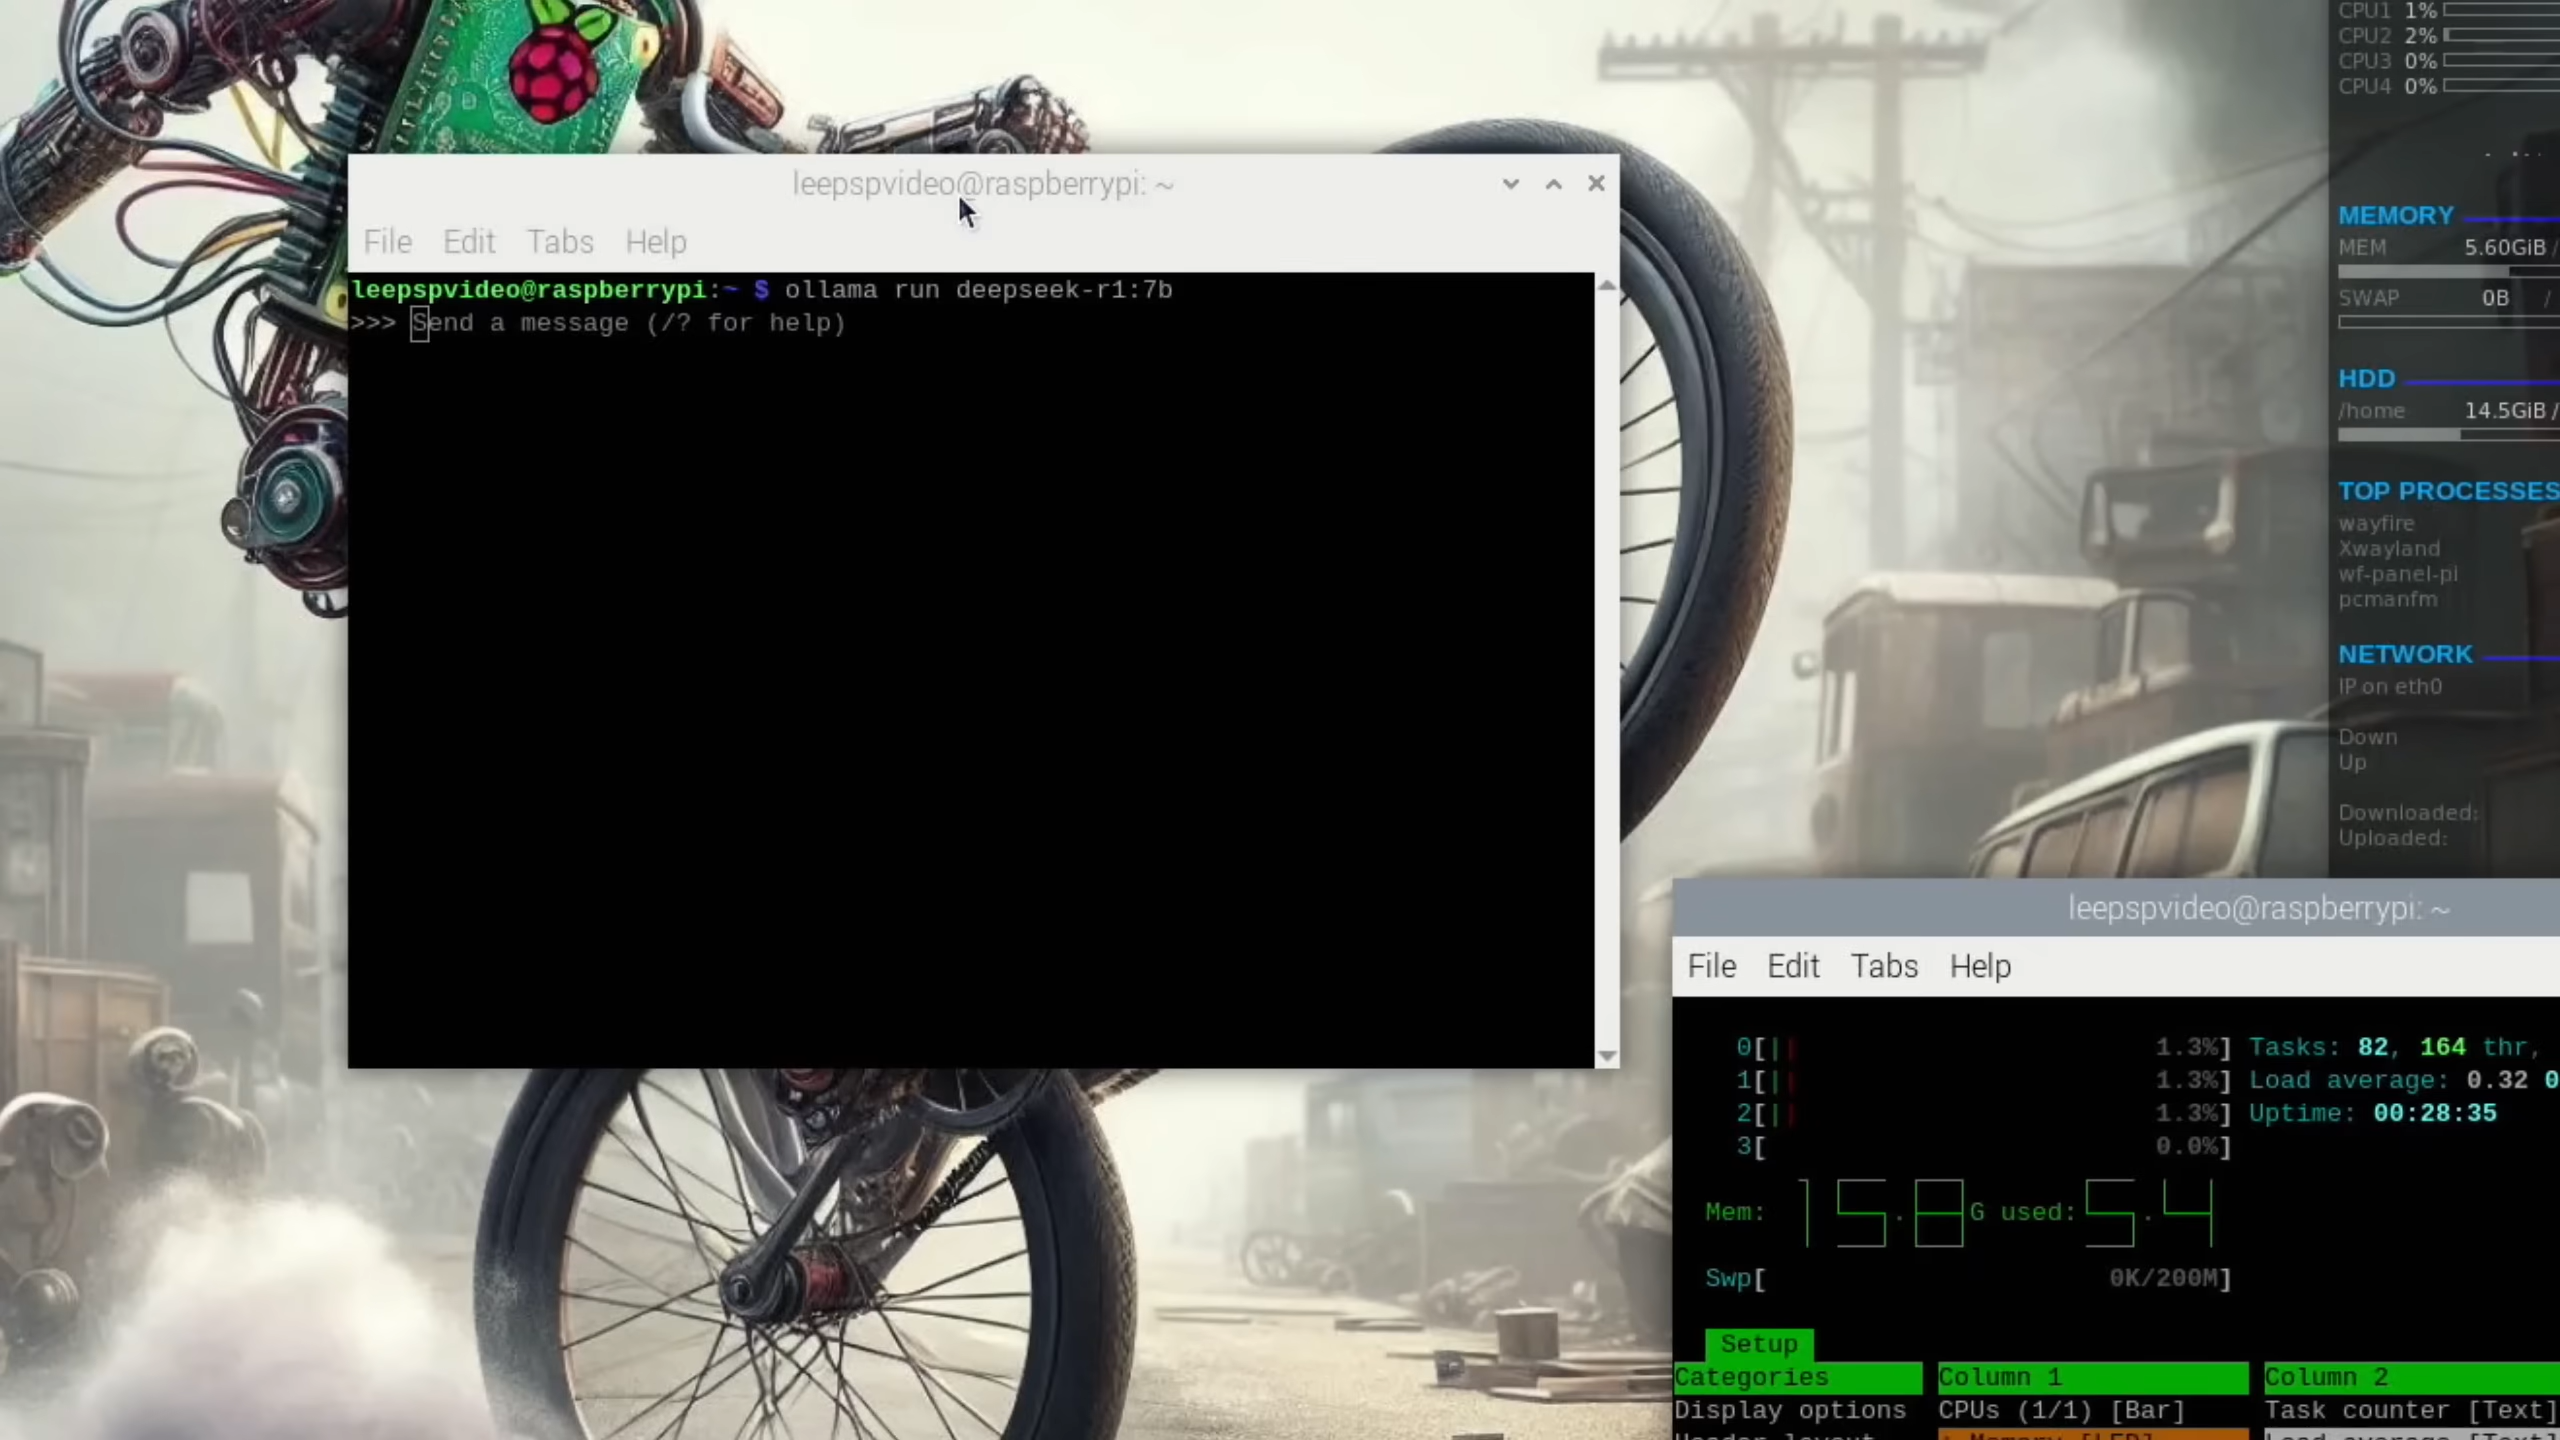 leepspvideo@raspberrypi: ~
File Edit Tabs Help
leepspvideo@raspberrypi:~ $ ollama run deepseek-r1:7b
>>> Send a message (/? for help)
CPU1 1%
CPU2 2%
CPU3 0%
CPU4 0%
MEMORY
MEM 5.60GiB /
SWAP 0B /
HDD
/home 14.5GiB /
TOP PROCESSES
wayfire
Xwayland
wf-panel-pi
pcmanfm
NETWORK
IP on eth0
Down
Up
Downloaded:
Uploaded:
leepspvideo@raspberrypi: ~
File Edit Tabs Help
0[|| 1.3%] Tasks: 82, 164 thr,
1[|| 1.3%] Load average: 0.32 0
2[|| 1.3%] Uptime: 00:28:35
3[ 0.0%]
Mem: 15.8G used:5.4
Swp[ 0K/200M]
Setup
Categories Column 1 Column 2
Display options CPUs (1/1) [Bar] Task counter [Text]